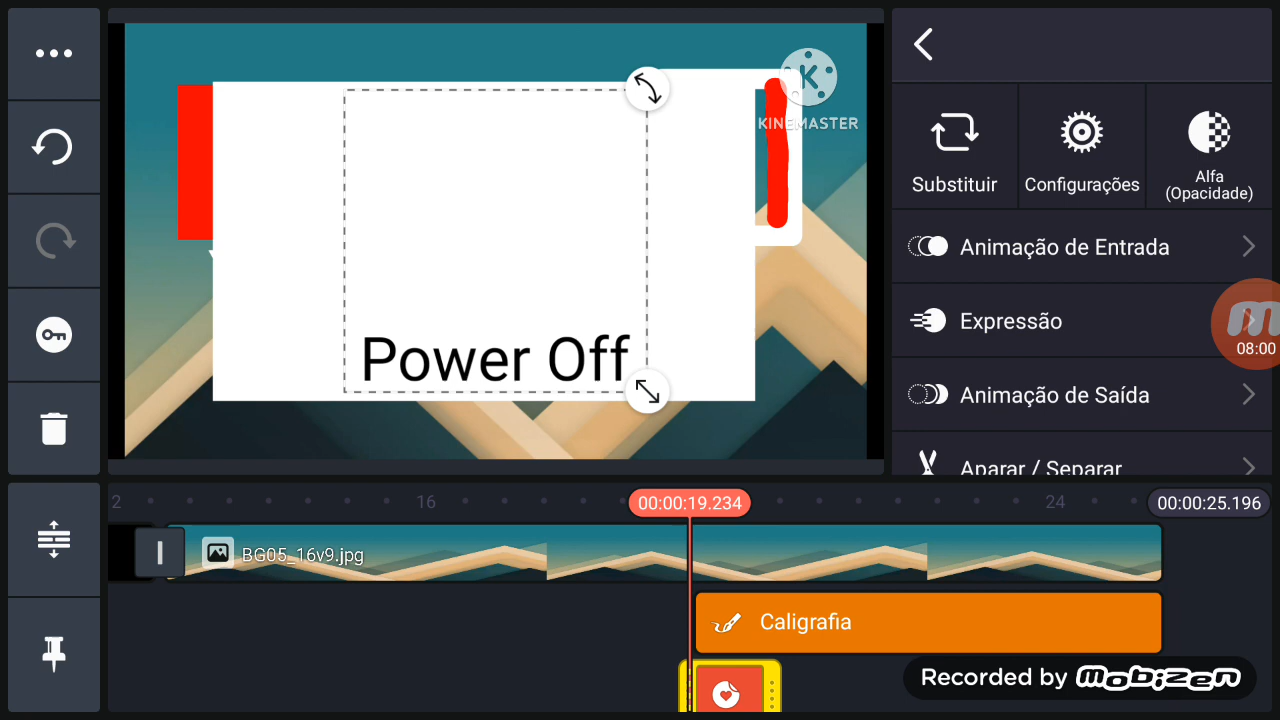 KINEMASTER
Power Off
Substituir
Configurações
Alfa
(Opacidade)
Animação de Entrada
Expressão
08:00
Animação de Saída
Aparar / Separar
2
16
00:00:19.234
24
00:00:25.196
BG05_16v9.jpg
Caligrafia
Recorded by mobizen